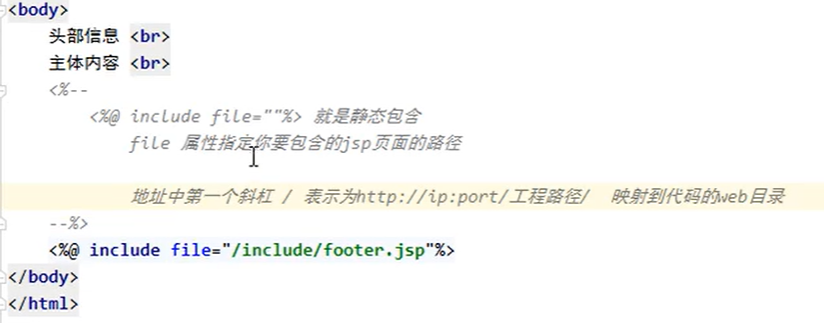 <body>
头部信息 <br>
主体内容 <br>
<%--
<%@ include file=""%> 就是静态包含
file 属性指定你要包含的jsp页面的路径
地址中第一个斜杠 / 表示为http://ip:port/工程路径/ 映射到代码的web目录
--%>
<%@ include file="/include/footer.jsp"%>
</body>
</html>